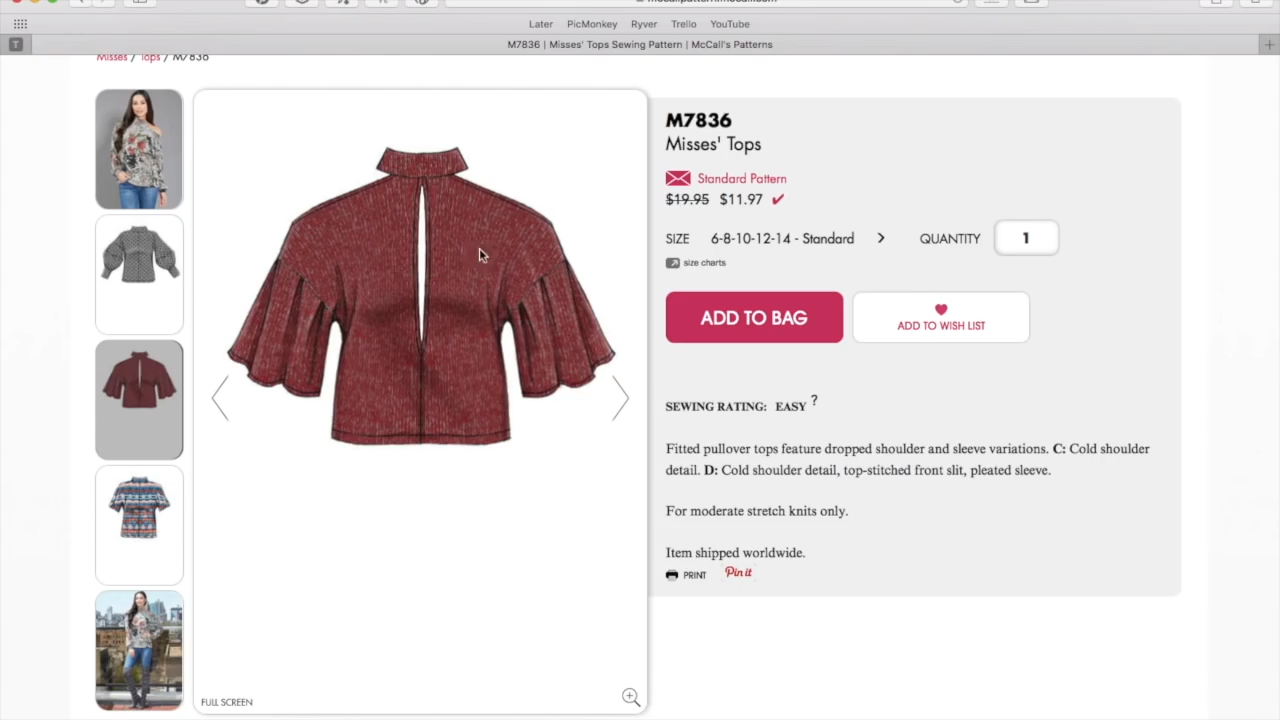 Later PicMonkey Ryver Trello YouTube
T
M7836 | Misses' Tops Sewing Pattern | McCall's Patterns
Misses / Tops / M7836
M7836
Misses' Tops
Standard Pattern
$19.95 $11.97
SIZE 6-8-10-12-14 - Standard > QUANTITY 1
size charts
ADD TO BAG
ADD TO WISH LIST
SEWING RATING: EASY ?
Fitted pullover tops feature dropped shoulder and sleeve variations. C: Cold shoulder
detail. D: Cold shoulder detail, top-stitched front slit, pleated sleeve.
For moderate stretch knits only.
Item shipped worldwide.
PRINT Pin it
FULL SCREEN